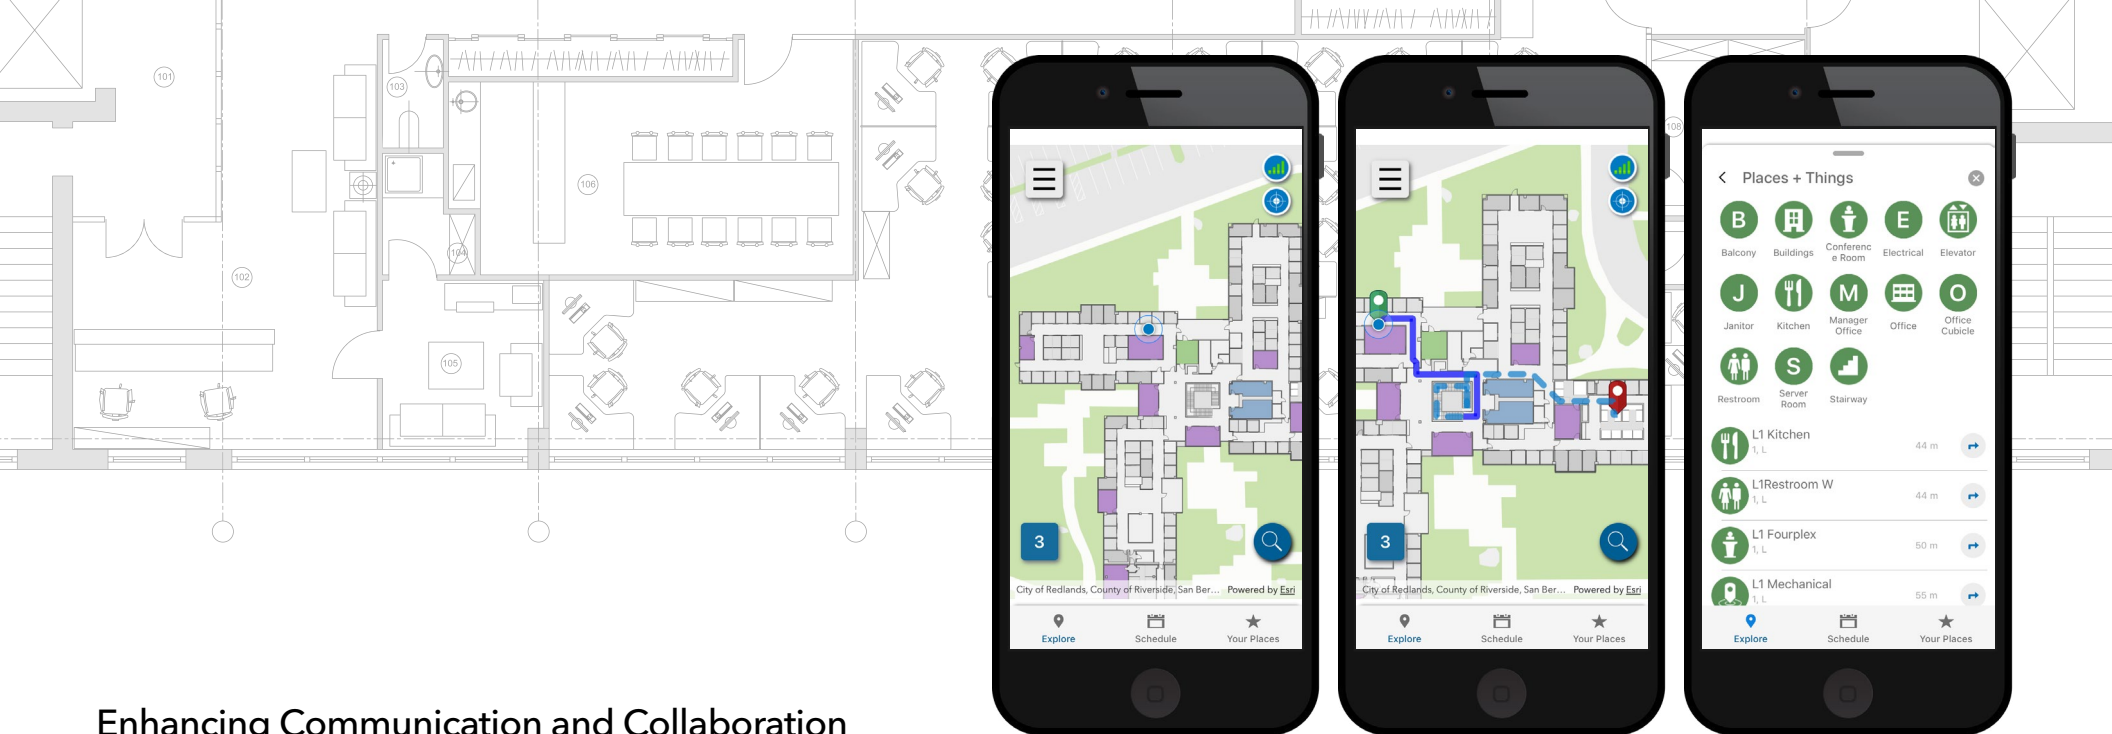 101
103
106
104
102
105
108
3
City of Redlands, County of Riverside, San Ber... Powered by Esri
Explore
Schedule
Your Places
3
City of Redlands, County of Riverside, San Ber... Powered by Esri
Explore
Schedule
Your Places
Places + Things
B
E
Balcony
Buildings
Conferenc
e Room
Electrical
Elevator
J
M
O
Janitor
Kitchen
Manager
Office
Office
Office
Cubicle
S
Restroom
Server
Room
Stairway
L1 Kitchen
1, L
44 m
L1Restroom W
1, L
44 m
L1 Fourplex
1, L
50 m
L1 Mechanical
1, L
55 m
Explore
Schedule
Your Places
Enhancing Communication and Collaboration